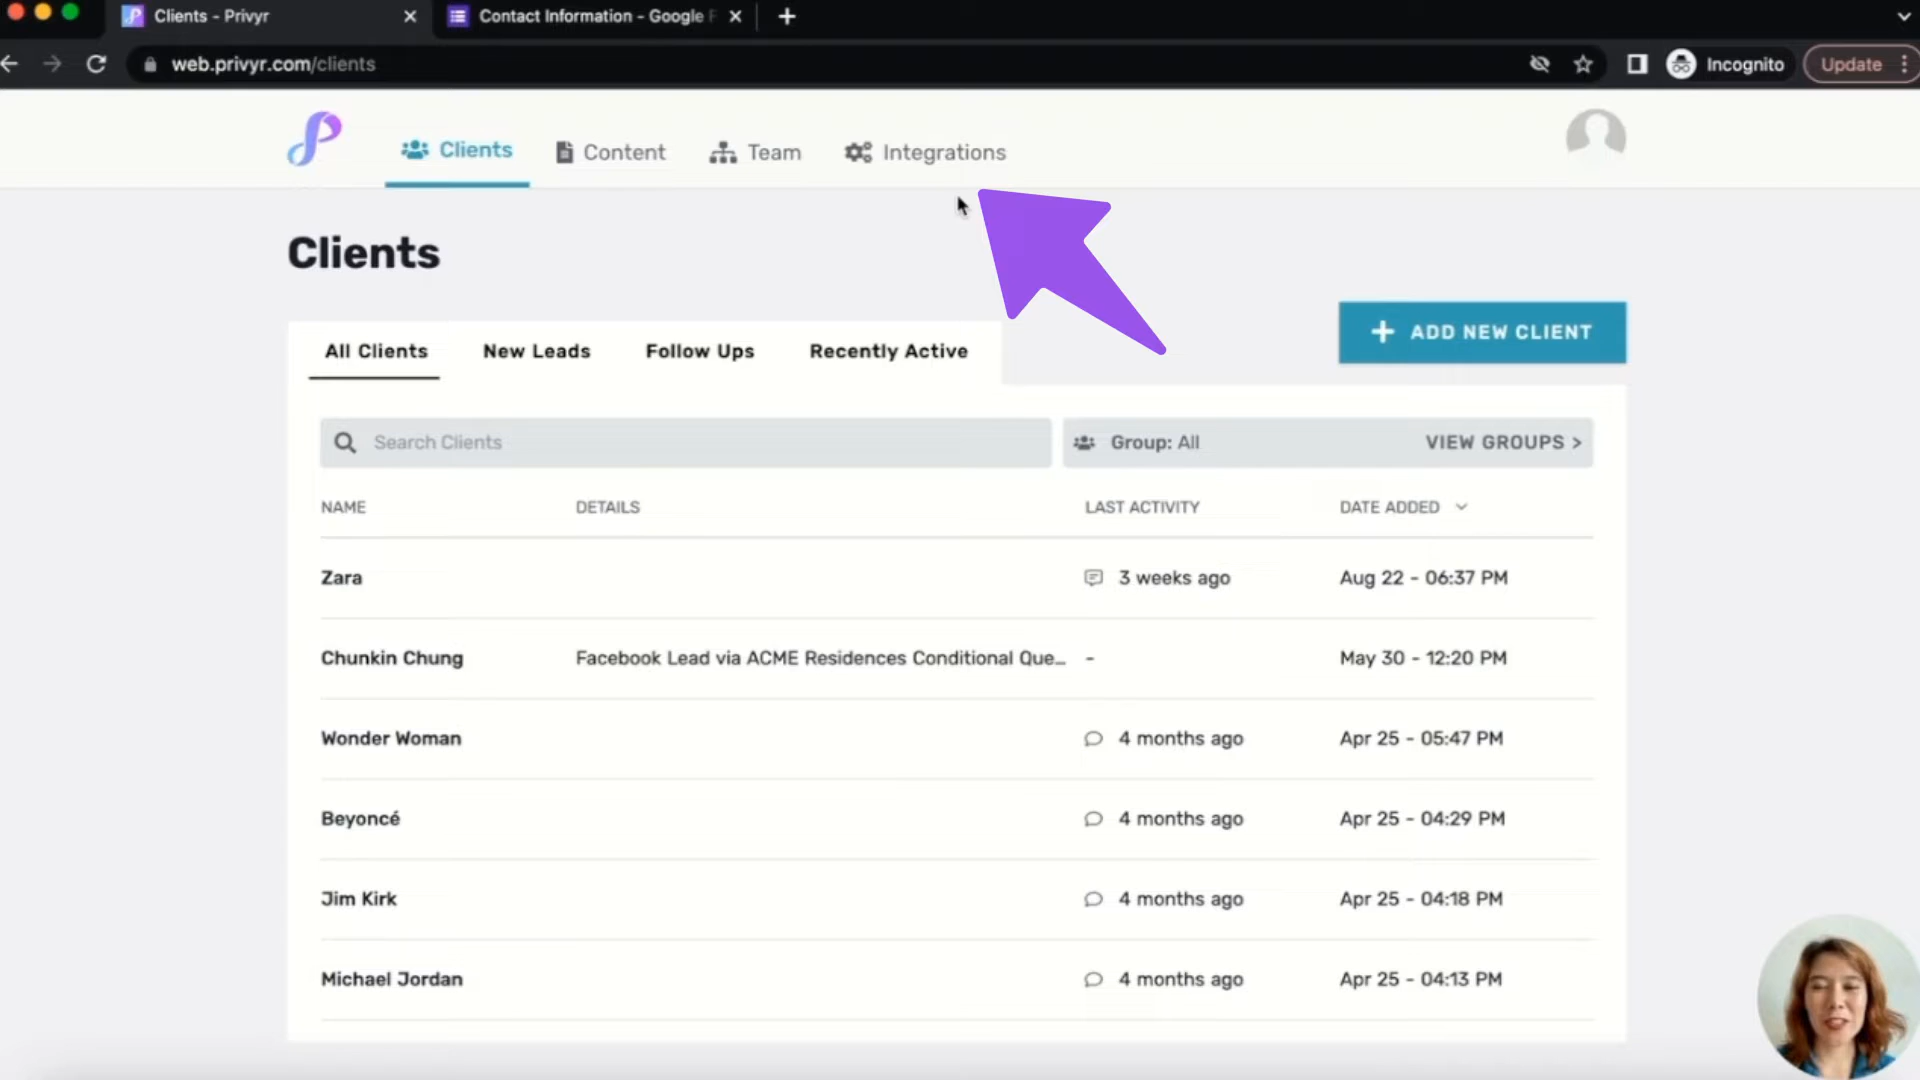 Clients - Privyr
Contact Information - Google F
web.privyr.com/clients
Incognito
Update
Clients
Content
Team
Integrations
Clients
All Clients
New Leads
Follow Ups
Recently Active
ADD NEW CLIENT
Search Clients
Group: All
VIEW GROUPS >
NAME DETAILS LAST ACTIVITY DATE ADDED
Zara 3 weeks ago Aug 22 - 06:37 PM
Chunkin Chung Facebook Lead via ACME Residences Conditional Que... - May 30 - 12:20 PM
Wonder Woman 4 months ago Apr 25 - 05:47 PM
Beyoncé 4 months ago Apr 25 - 04:29 PM
Jim Kirk 4 months ago Apr 25 - 04:18 PM
Michael Jordan 4 months ago Apr 25 - 04:13 PM